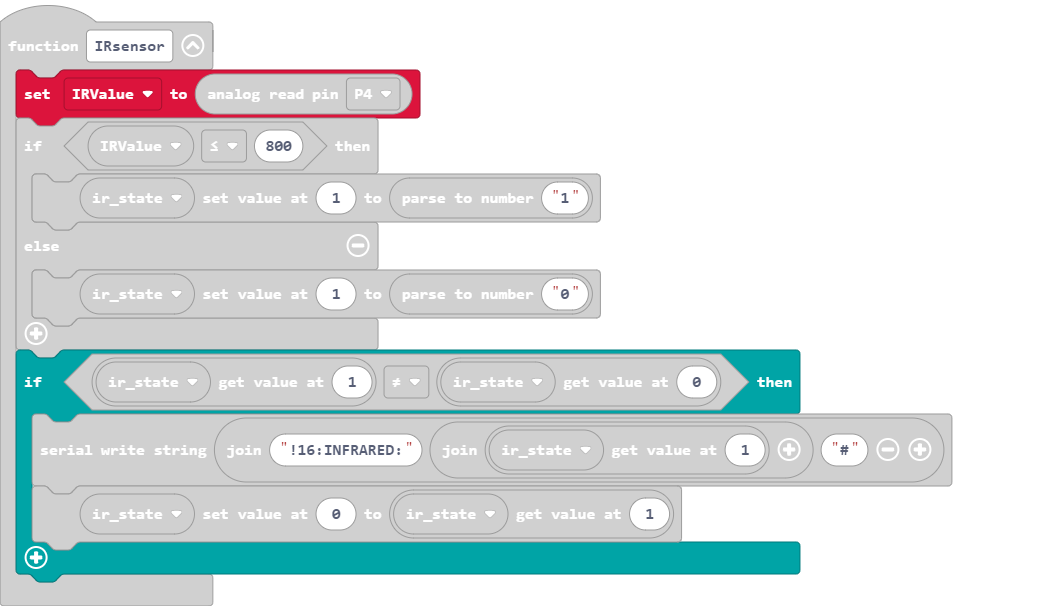 function IRsensor
set IRValue to analog read pin P4
if IRValue ≤ 800 then
ir_state set value at 1 to parse to number "1"
else
ir_state set value at 1 to parse to number "0"
if ir_state get value at 1 ≠ ir_state get value at 0 then
serial write string join "!16:INFRARED:" join ir_state get value at 1 "#"
ir_state set value at 0 to ir_state get value at 1